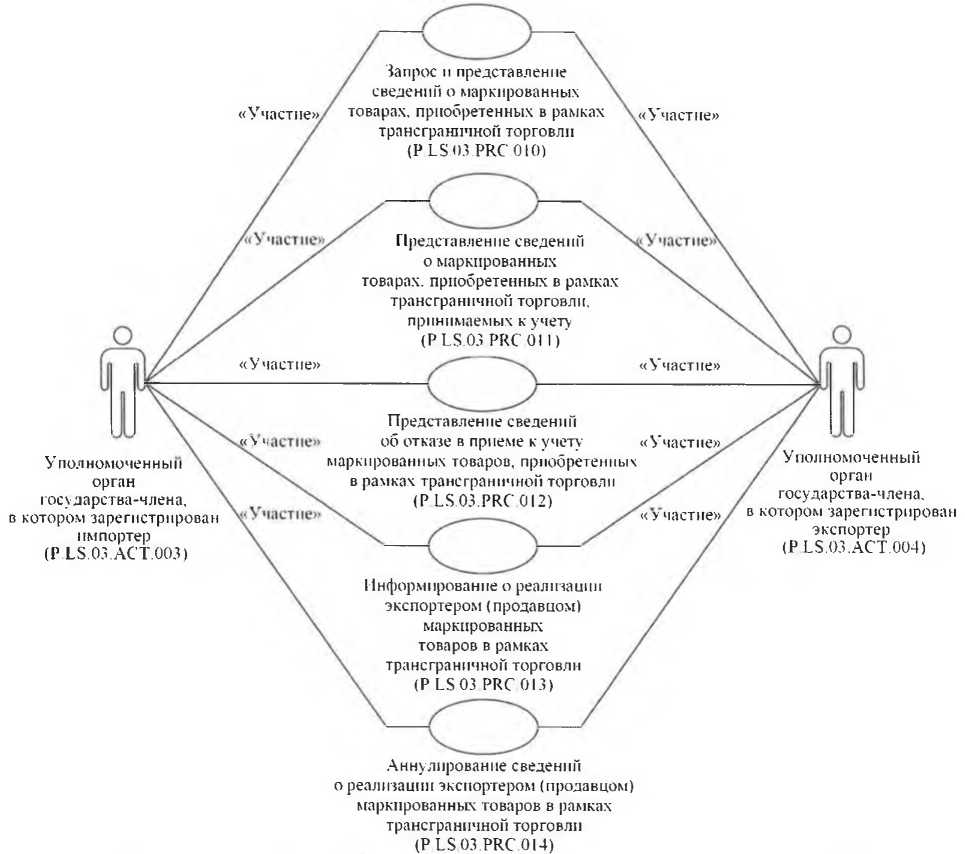 Запрос и представление
сведений о маркированных
товарах, приобретенных в рамках
трансграничной торговли
(P.LS.03.PRC.010)
«Участие»
«Участие»
«Участие»
«Участие»
Представление сведений
о маркированных
товарах, приобретенных в рамках
трансграничной торговли,
принимаемых к учету
(P.LS.03.PRC.011)
«Участие»
«Участие»
Представление сведений
об отказе в приеме к учету
маркированных товаров, приобретенных
в рамках трансграничной торговли
(P.LS.03.PRC.012)
«Участие»
«Участие»
Уполномоченный
орган
государства-члена,
в котором зарегистрирован
импортер
(P.LS.03.ACT.003)
Уполномоченный
орган
государства-члена,
в котором зарегистрирован
экспортер
(P.LS.03.ACT.004)
«Участие»
«Участие»
Информирование о реализации
экспортером (продавцом)
маркированных
товаров в рамках
трансграничной торговли
(P.LS.03.PRC.013)
Аннулирование сведений
о реализации экспортером (продавцом)
маркированных товаров в рамках
трансграничной торговли
(P.LS.03.PRC.014)